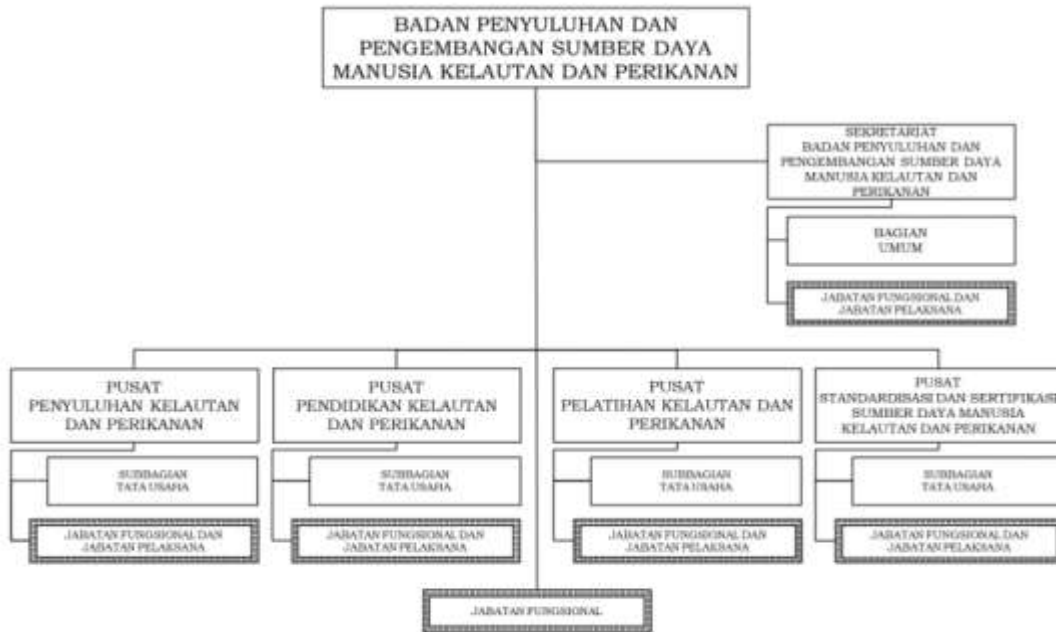 BADAN PENYULUHAN DAN
PENGEMBANGAN SUMBER DAYA
MANUSIA KELAUTAN DAN PERIKANAN
SEKRETARIAT
BADAN PENYULUHAN DAN
PENGEMBANGAN SUMBER DAYA
MANUSIA KELAUTAN DAN
PERIKANAN
BAGIAN
UMUM
JABATAN FUNGSIONAL DAN
JABATAN PELAKSANA
PUSAT
PENYULUHAN KELAUTAN
DAN PERIKANAN
SUBBAGIAN
TATA USAHA
JABATAN FUNGSIONAL DAN
JABATAN PELAKSANA
PUSAT
PENDIDIKAN KELAUTAN
DAN PERIKANAN
SUBBAGIAN
TATA USAHA
JABATAN FUNGSIONAL DAN
JABATAN PELAKSANA
PUSAT
PELATIHAN KELAUTAN DAN
PERIKANAN
SUBBAGIAN
TATA USAHA
JABATAN FUNGSIONAL DAN
JABATAN PELAKSANA
PUSAT
STANDARDISASI DAN SERTIFIKASI
SUMBER DAYA MANUSIA
KELAUTAN DAN PERIKANAN
SUBBAGIAN
TATA USAHA
JABATAN FUNGSIONAL DAN
JABATAN PELAKSANA
JABATAN FUNGSIONAL